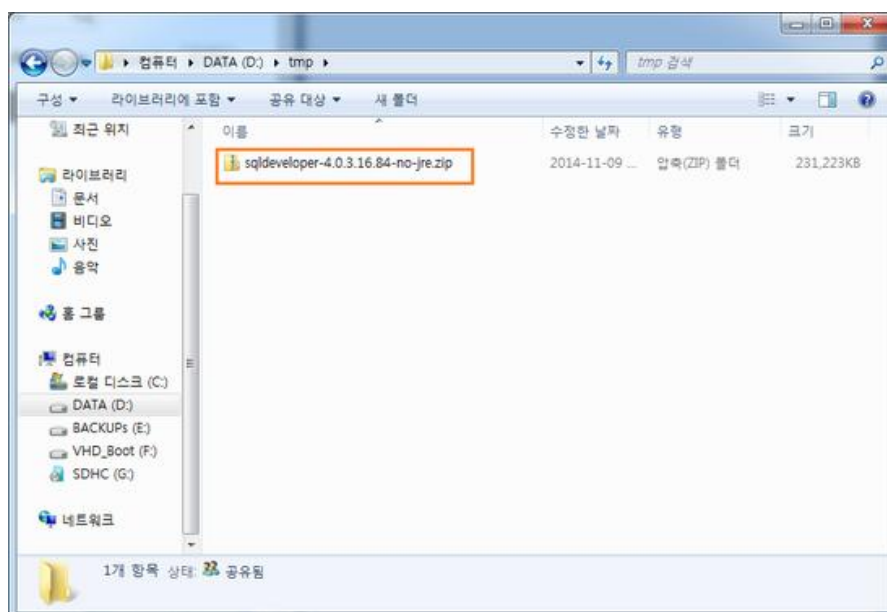 컴퓨터 ▸ DATA (D:) ▸ tmp ▸ tmp 검색
구성 ▾ 라이브러리에 포함 ▾ 공유 대상 ▾ 새 폴더
최근 위치
이름 수정한 날짜 유형 크기
sqldeveloper-4.0.3.16.84-no-jre.zip 2014-11-09 ... 압축(ZIP) 폴더 231,223KB
라이브러리
문서
비디오
사진
음악
홈 그룹
컴퓨터
로컬 디스크 (C:)
DATA (D:)
BACKUPs (E:)
VHD_Boot (F:)
SDHC (G:)
네트워크
1개 항목 상태: 공유됨